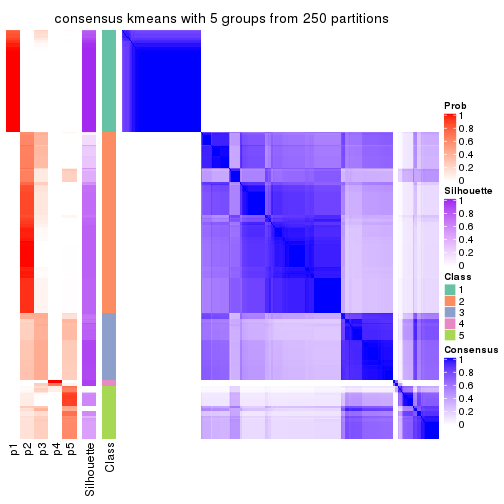 consensus kmeans with 5 groups from 250 partitions
Prob
1
0.8
0.6
0.4
0.2
0
Silhouette
1
0.8
0.6
0.4
0.2
0
Class
1
2
3
4
5
Consensus
1
0.8
0.6
0.4
0.2
0
p1
p2
p3
p4
p5
Silhouette
Class